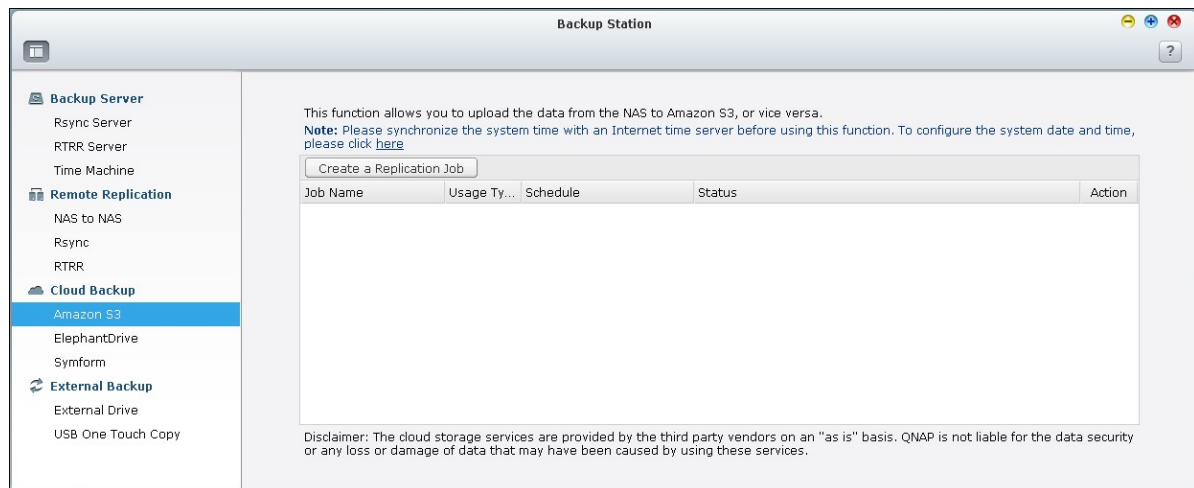 Backup Station
?
Backup Server
Rsync Server
RTRR Server
Time Machine
Remote Replication
NAS to NAS
Rsync
RTRR
Cloud Backup
Amazon S3
ElephantDrive
Symform
External Backup
External Drive
USB One Touch Copy
This function allows you to upload the data from the NAS to Amazon S3, or vice versa.
Note: Please synchronize the system time with an Internet time server before using this function. To configure the system date and time,
please click here
Create a Replication Job
Job Name Usage Ty... Schedule Status Action
Disclaimer: The cloud storage services are provided by the third party vendors on an "as is" basis. QNAP is not liable for the data security
or any loss or damage of data that may have been caused by using these services.